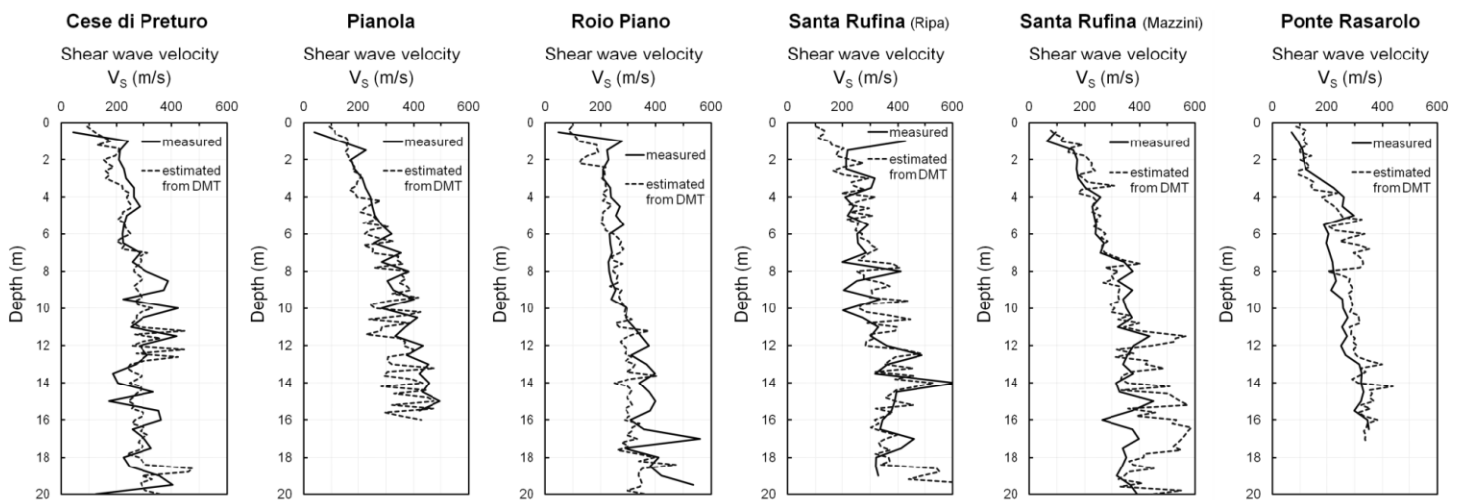 Cese di Preturo
Shear wave velocity
V_S (m/s)
0 200 400 600
Depth (m)
0
2
4
6
8
10
12
14
16
18
20
measured
estimated
from DMT
Pianola
Shear wave velocity
V_S (m/s)
0 200 400 600
Depth (m)
0
2
4
6
8
10
12
14
16
18
20
measured
estimated
from DMT
Roio Piano
Shear wave velocity
V_S (m/s)
0 200 400 600
Depth (m)
0
2
4
6
8
10
12
14
16
18
20
measured
estimated
from DMT
Santa Rufina (Ripa)
Shear wave velocity
V_S (m/s)
0 200 400 600
Depth (m)
0
2
4
6
8
10
12
14
16
18
20
measured
estimated
from DMT
Santa Rufina (Mazzini)
Shear wave velocity
V_S (m/s)
0 200 400 600
Depth (m)
0
2
4
6
8
10
12
14
16
18
20
measured
estimated
from DMT
Ponte Rasarolo
Shear wave velocity
V_S (m/s)
0 200 400 600
Depth (m)
0
2
4
6
8
10
12
14
16
18
20
measured
estimated
from DMT